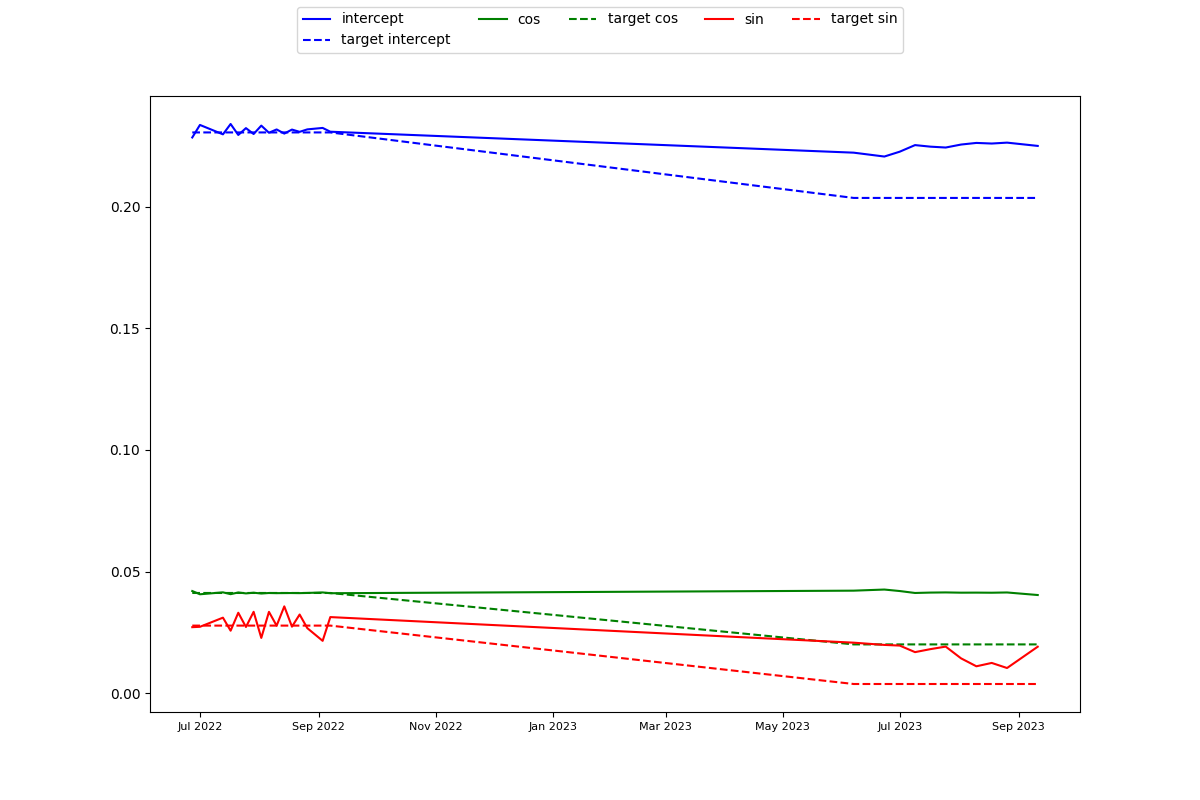 intercept cos target cos sin target sin
target intercept
0.20
0.15
0.10
0.05
0.00
Jul 2022 Sep 2022 Nov 2022 Jan 2023 Mar 2023 May 2023 Jul 2023 Sep 2023